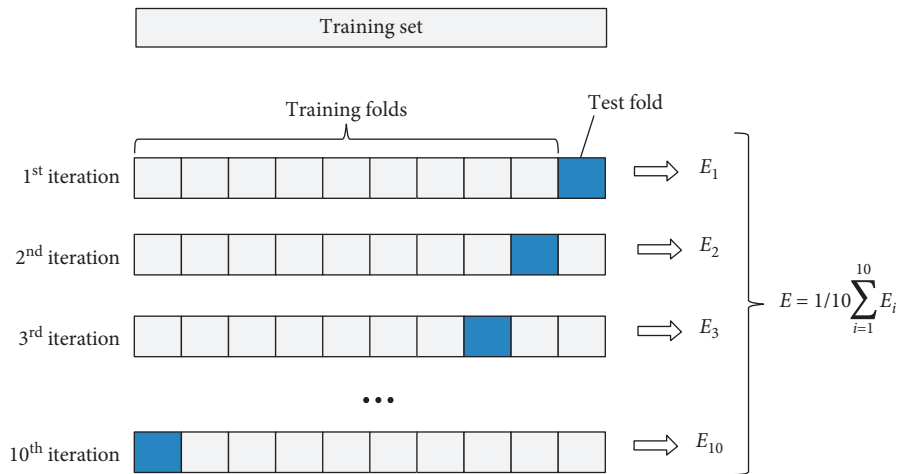 Training set
Training folds
Test fold
1st iteration
E1
2nd iteration
E2
E = 1/10 10∑i=1 Ei
3rd iteration
E3
•••
10th iteration
E10